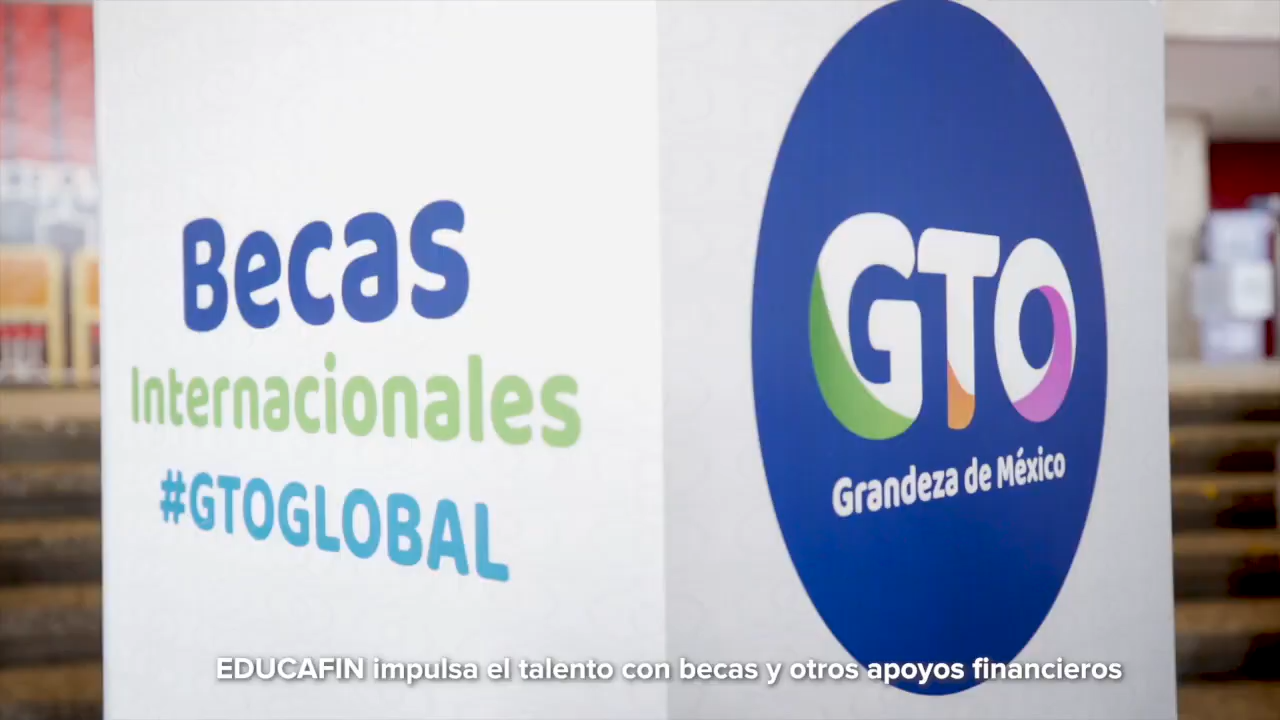 Becas
Internacionales
#GTOGLOBAL
GTO
Grandeza de México
EDUCAFIN impulsa el talento con becas y otros apoyos financieros